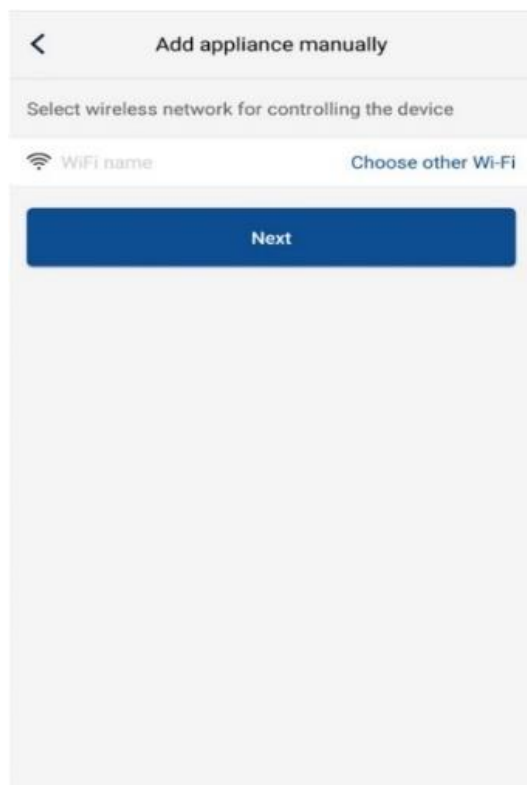 Add appliance manually
Select wireless network for controlling the device
WiFi name Choose other Wi-Fi
Next